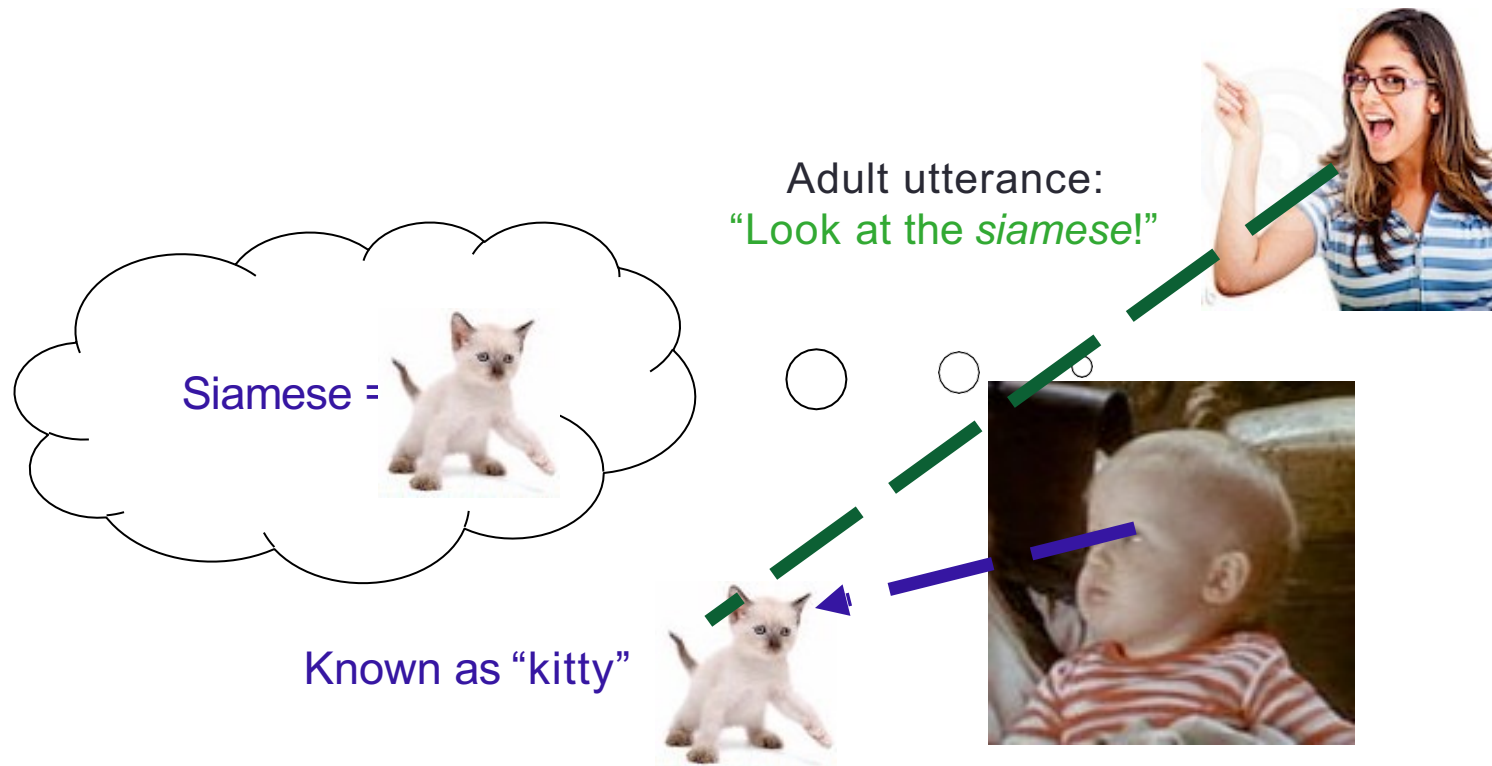 Adult utterance:
“Look at the siamese!”
Siamese =
Known as “kitty”